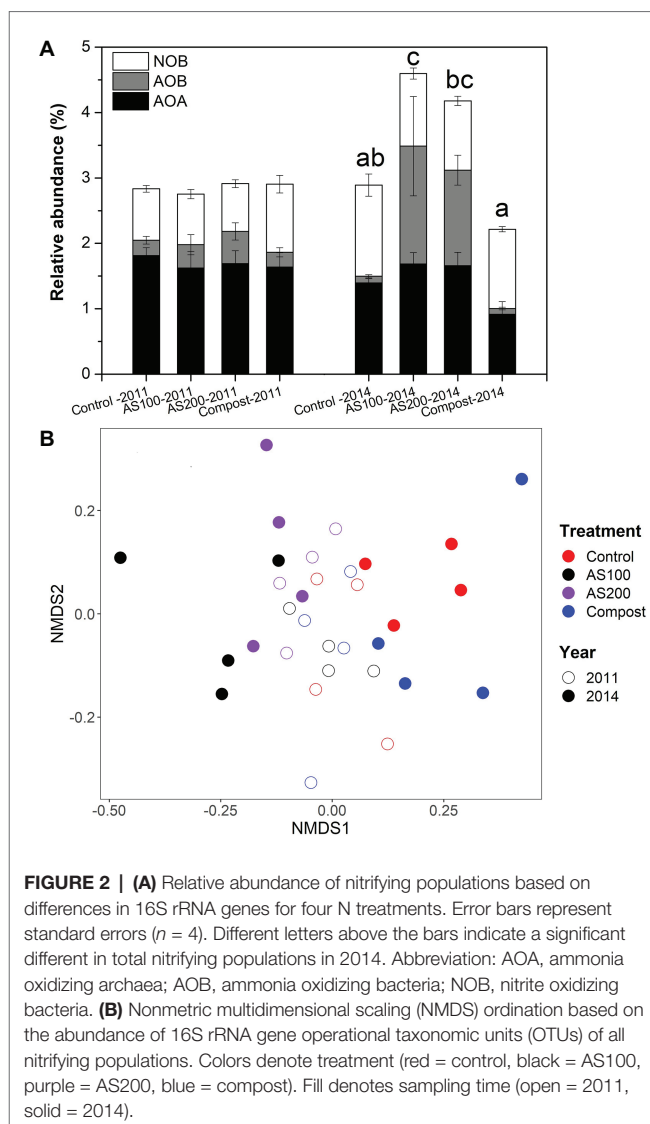 A
NOB
AOB
AOA
5
4
3
2
1
0
Relative abundance (%)
ab
c
bc
a
Control -2011
AS100-2011
AS200-2011
Compost-2011
Control -2014
AS100-2014
AS200-2014
Compost-2014
B
0.2
0.0
-0.2
NMDS2
-0.50
-0.25
0.00
0.25
NMDS1
Treatment
Control
AS100
AS200
Compost
Year
2011
2014
FIGURE 2 | (A) Relative abundance of nitrifying populations based on
differences in 16S rRNA genes for four N treatments. Error bars represent
standard errors (n = 4). Different letters above the bars indicate a significant
different in total nitrifying populations in 2014. Abbreviation: AOA, ammonia
oxidizing archaea; AOB, ammonia oxidizing bacteria; NOB, nitrite oxidizing
bacteria. (B) Nonmetric multidimensional scaling (NMDS) ordination based on
the abundance of 16S rRNA gene operational taxonomic units (OTUs) of all
nitrifying populations. Colors denote treatment (red = control, black = AS100,
purple = AS200, blue = compost). Fill denotes sampling time (open = 2011,
solid = 2014).